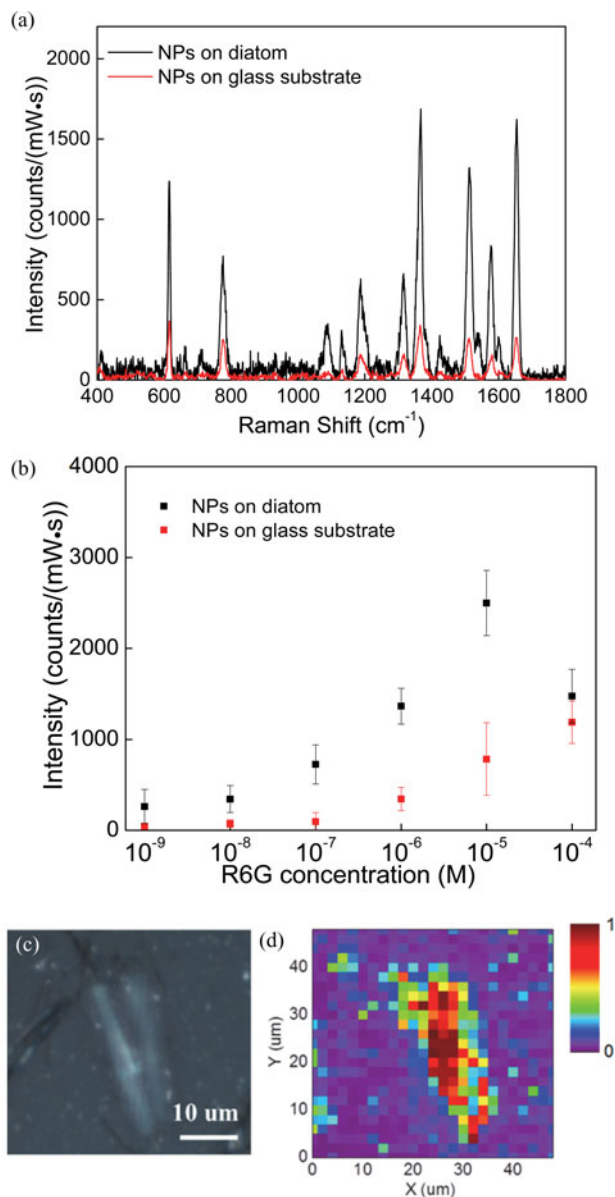 (a)
2000
NPs on diatom
NPs on glass substrate
1500
1000
500
0
Intensity (counts/(mW•s))
400 600 800 1000 1200 1400 1600 1800
Raman Shift (cm⁻¹)
(b)
4000
NPs on diatom
NPs on glass substrate
3000
2000
1000
0
Intensity (counts/(mW•s))
10⁻⁹ 10⁻⁸ 10⁻⁷ 10⁻⁶ 10⁻⁵ 10⁻⁴
R6G concentration (M)
(c)
10 um
(d)
1
0
40
30
20
10
0
Y (um)
0 10 20 30 40
X (um)